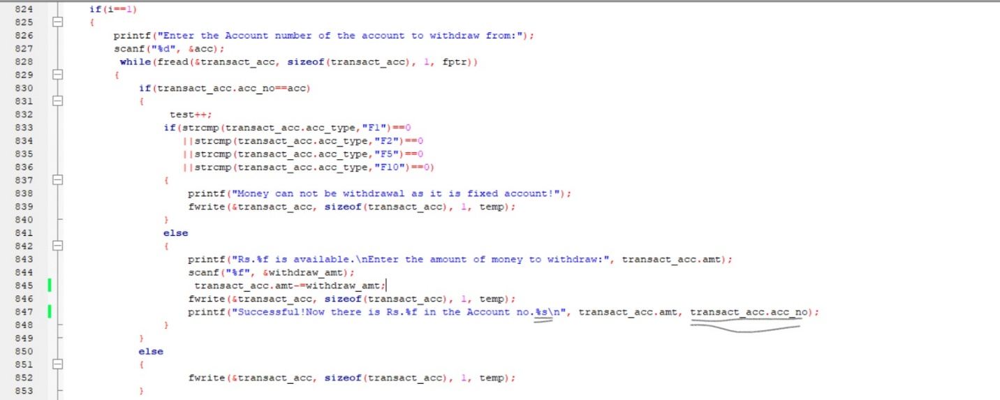 824 if(i==1)
825 {
826 printf("Enter the Account number of the account to withdraw from:");
827 scanf("%d", &acc);
828 while(fread(&transact_acc, sizeof(transact_acc), 1, fptr))
829 {
830 if(transact_acc.acc_no==acc)
831 {
832 test++;
833 if(strcmp(transact_acc.acc_type,"F1")==0
834 ||strcmp(transact_acc.acc_type,"F2")==0
835 ||strcmp(transact_acc.acc_type,"F5")==0
836 ||strcmp(transact_acc.acc_type,"F10")==0)
837 {
838 printf("Money can not be withdrawal as it is fixed account!");
839 fwrite(&transact_acc, sizeof(transact_acc), 1, temp);
840 }
841 else
842 {
843 printf("Rs.%f is available.\nEnter the amount of money to withdraw:", transact_acc.amt);
844 scanf("%f", &withdraw_amt);
845 transact_acc.amt-=withdraw_amt;
846 fwrite(&transact_acc, sizeof(transact_acc), 1, temp);
847 printf("Successful!Now there is Rs.%f in the Account no.%s\n", transact_acc.amt, transact_acc.acc_no);
848 }
849 }
850 else
851 {
852 fwrite(&transact_acc, sizeof(transact_acc), 1, temp);
853 }